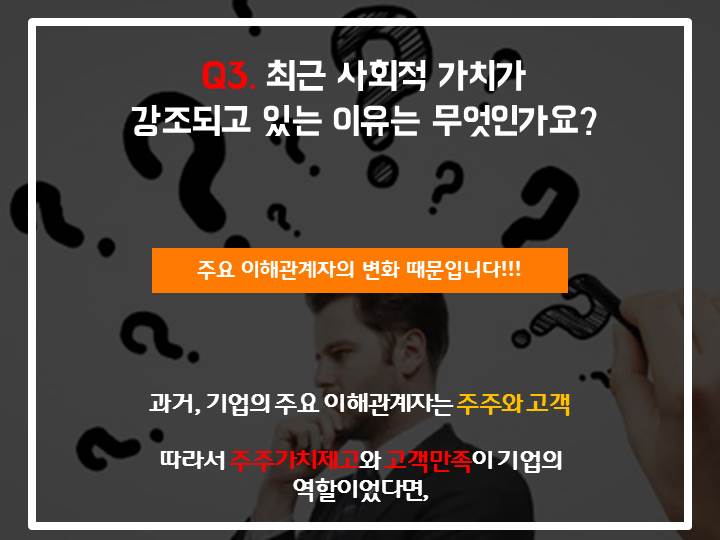 Q3. 최근 사회적 가치가
강조되고 있는 이유는 무엇인가요?
주요 이해관계자의 변화 때문입니다!!!
과거, 기업의 주요 이해관계자는 주주와 고객
따라서 주주가치제고와 고객만족이 기업의
역할이었다면,